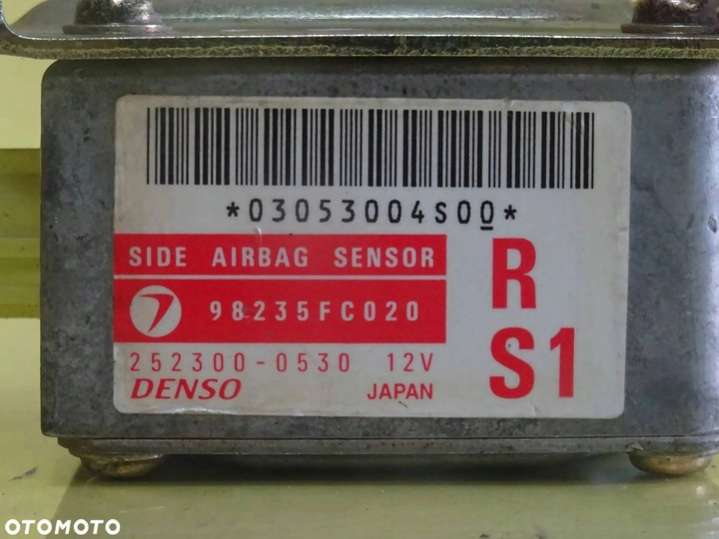 *03053004S00*
SIDE AIRBAG SENSOR
98235FC020
R
S1
252300-0530 12V
DENSO JAPAN
OTOMOTO